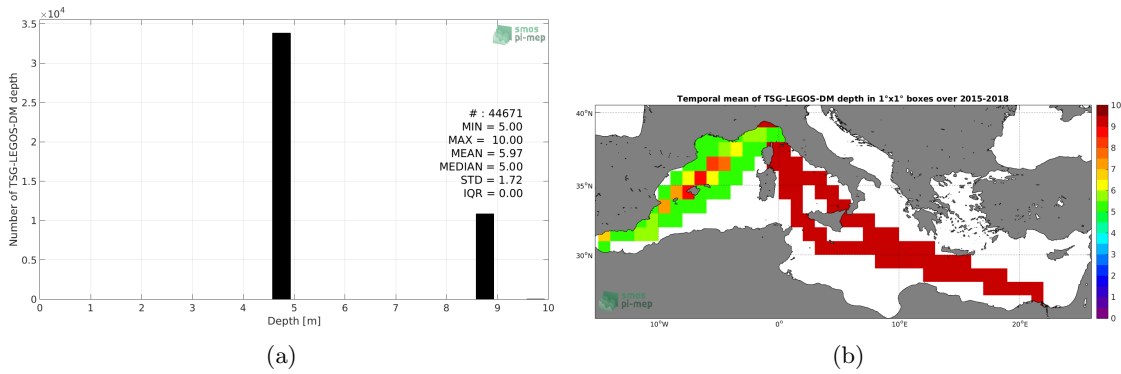 ×10⁴
3.5
3
2.5
2
1.5
1
0.5
0
Number of TSG-LEGOS-DM depth
smos
pi-mep
# : 44671
MIN = 5.00
MAX = 10.00
MEAN = 5.97
MEDIAN = 5.00
STD = 1.72
IQR = 0.00
0 1 2 3 4 5 6 7 8 9 10
Depth [m]
(a)
Temporal mean of TSG-LEGOS-DM depth in 1°x1° boxes over 2015-2018
40°N
35°N
30°N
10°W 0° 10°E 20°E
smos
pi-mep
10
9
8
7
6
5
4
3
2
1
0
(b)